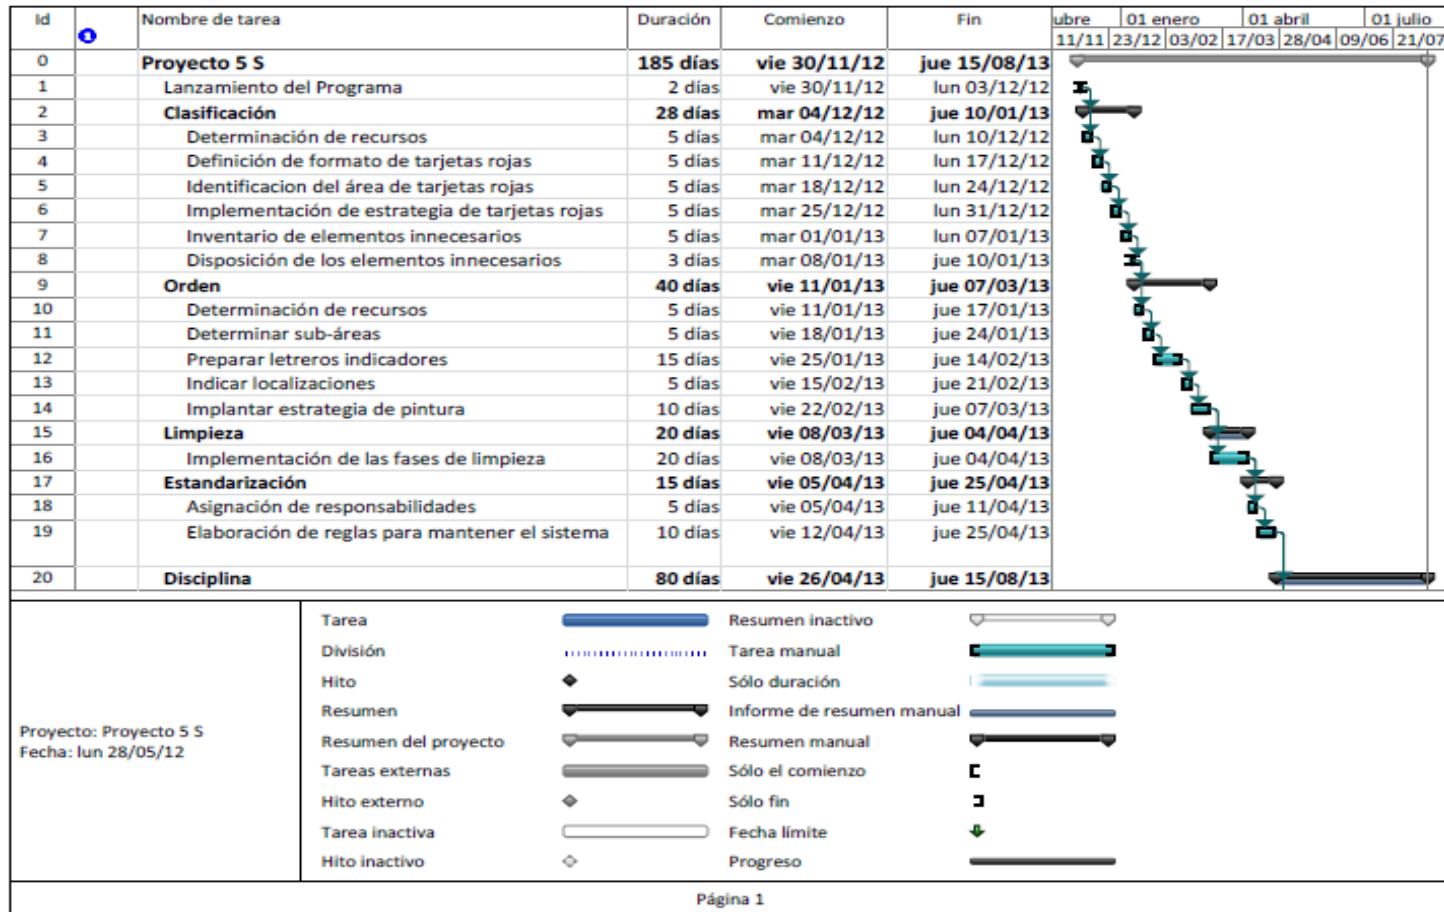 Id Nombre de tarea Duración Comienzo Fin ubre 01 enero 01 abril 01 julio
11/11 23/12 03/02 17/03 28/04 09/06 21/07
0 Proyecto 5 S 185 días vie 30/11/12 jue 15/08/13
1 Lanzamiento del Programa 2 días vie 30/11/12 lun 03/12/12
2 Clasificación 28 días mar 04/12/12 jue 10/01/13
3 Determinación de recursos 5 días mar 04/12/12 lun 10/12/12
4 Definición de formato de tarjetas rojas 5 días mar 11/12/12 lun 17/12/12
5 Identificacion del área de tarjetas rojas 5 días mar 18/12/12 lun 24/12/12
6 Implementación de estrategia de tarjetas rojas 5 días mar 25/12/12 lun 31/12/12
7 Inventario de elementos innecesarios 5 días mar 01/01/13 lun 07/01/13
8 Disposición de los elementos innecesarios 3 días mar 08/01/13 jue 10/01/13
9 Orden 40 días vie 11/01/13 jue 07/03/13
10 Determinación de recursos 5 días vie 11/01/13 jue 17/01/13
11 Determinar sub-áreas 5 días vie 18/01/13 jue 24/01/13
12 Preparar letreros indicadores 15 días vie 25/01/13 jue 14/02/13
13 Indicar localizaciones 5 días vie 15/02/13 jue 21/02/13
14 Implantar estrategia de pintura 10 días vie 22/02/13 jue 07/03/13
15 Limpieza 20 días vie 08/03/13 jue 04/04/13
16 Implementación de las fases de limpieza 20 días vie 08/03/13 jue 04/04/13
17 Estandarización 15 días vie 05/04/13 jue 25/04/13
18 Asignación de responsabilidades 5 días vie 05/04/13 jue 11/04/13
19 Elaboración de reglas para mantener el sistema 10 días vie 12/04/13 jue 25/04/13
20 Disciplina 80 días vie 26/04/13 jue 15/08/13
Proyecto: Proyecto 5 S
Fecha: lun 28/05/12
Tarea Resumen inactivo
División Tarea manual
Hito Sólo duración
Resumen Informe de resumen manual
Resumen del proyecto Resumen manual
Tareas externas Sólo el comienzo
Hito externo Sólo fin
Tarea inactiva Fecha límite
Hito inactivo Progreso
Página 1